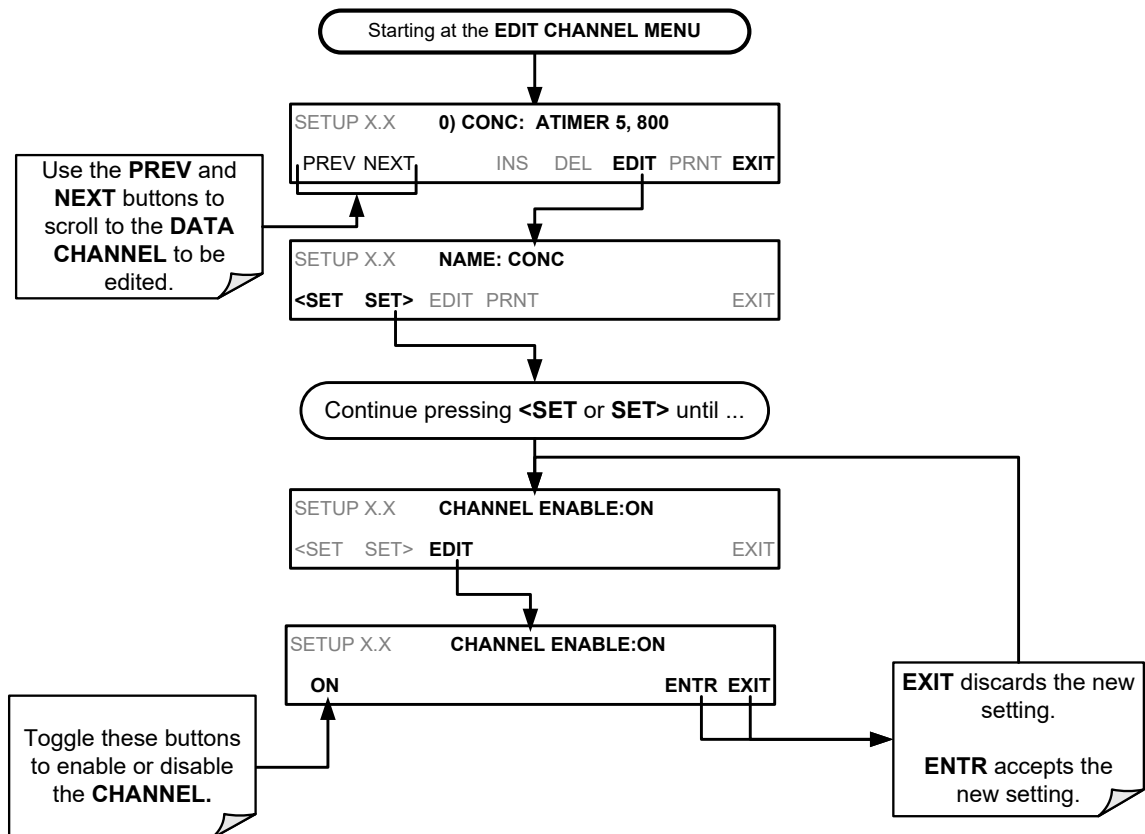 Starting at the EDIT CHANNEL MENU
SETUP X.X 0) CONC: ATIMER 5, 800
PREV NEXT INS DEL EDIT PRNT EXIT
Use the PREV and
NEXT buttons to
scroll to the DATA
CHANNEL to be
edited.
SETUP X.X NAME: CONC
<SET SET> EDIT PRNT EXIT
Continue pressing <SET or SET> until ...
SETUP X.X CHANNEL ENABLE:ON
<SET SET> EDIT EXIT
SETUP X.X CHANNEL ENABLE:ON
ON ENTR EXIT
Toggle these buttons
to enable or disable
the CHANNEL.
EXIT discards the new
setting.
ENTR accepts the
new setting.